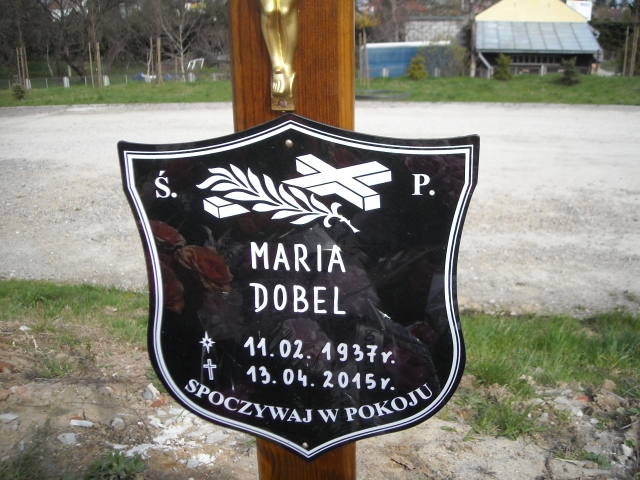 Ś. P.
MARIA
DOBEL
11.02.1937r.
13.04.2015r.
SPOCZYWAJ W POKOJU